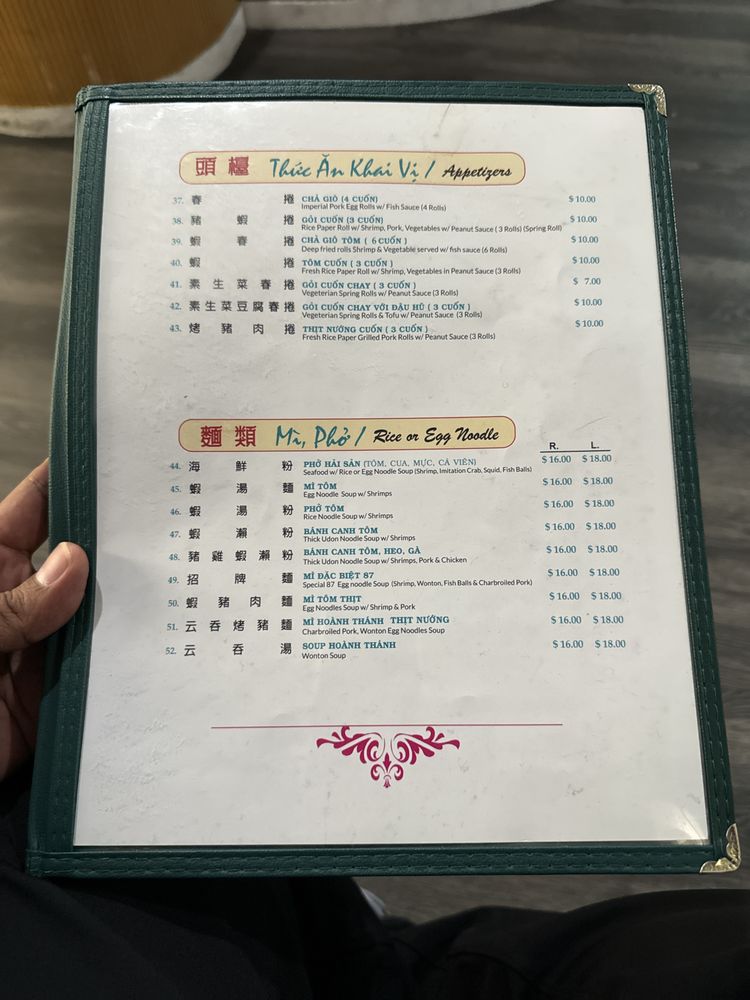 頭檯 Thức Ăn Khai Vị / Appetizers
37. 春捲 CHẢ GIÒ (4 CUỐN) $ 10.00
Imperial Pork Egg Rolls w/ Fish Sauce (4 Rolls)
38. 豬蝦捲 GỎI CUỐN (3 CUỐN) $ 10.00
Rice Paper Roll w/ Shrimp, Pork, Vegetables w/ Peanut Sauce ( 3 Rolls) (Spring Roll)
39. 蝦春捲 CHẢ GIÒ TÔM ( 6 CUỐN ) $ 10.00
Deep fried rolls Shrimp & Vegetable served w/ fish sauce (6 Rolls)
40. 蝦捲 TÔM CUỐN ( 3 CUỐN ) $ 10.00
Fresh Rice Paper Roll w/ Shrimp, Vegetables in Peanut Sauce (3 Rolls)
41. 素生菜春捲 GỎI CUỐN CHAY ( 3 CUỐN ) $ 7.00
Vegeterian Spring Rolls w/ Peanut Sauce (3 Rolls)
42. 素生菜豆腐春捲 GỎI CUỐN CHAY VỚI ĐẬU HŨ ( 3 CUỐN ) $ 10.00
Vegeterian Spring Rolls & Tofu w/ Peanut Sauce (3 Rolls)
43. 烤豬肉捲 THỊT NƯỚNG CUỐN ( 3 CUỐN ) $ 10.00
Fresh Rice Paper Grilled Pork Rolls w/ Peanut Sauce (3 Rolls)
麵類 Mì, Phở / Rice or Egg Noodle
R. L.
44. 海鮮粉 PHỞ HẢI SẢN (TÔM, CUA, MỰC, CÁ VIÊN) $ 16.00 $ 18.00
Seafood w/ Rice or Egg Noodle Soup (Shrimp, Imitation Crab, Squid, Fish Balls)
45. 蝦湯麵 MÌ TÔM $ 16.00 $ 18.00
Egg Noodle Soup w/ Shrimps
46. 蝦湯粉 PHỞ TÔM $ 16.00 $ 18.00
Rice Noodle Soup w/ Shrimps
47. 蝦瀨粉 BÁNH CANH TÔM $ 16.00 $ 18.00
Thick Udon Noodle Soup w/ Shrimps
48. 豬雞蝦瀨粉 BÁNH CANH TÔM, HEO, GÀ $ 16.00 $ 18.00
Thick Udon Noodle Soup w/ Shrimps, Pork & Chicken
49. 招牌麵 MÌ ĐẶC BIỆT 87 $ 16.00 $ 18.00
Special 87 Egg noodle Soup (Shrimp, Wonton, Fish Balls & Charbroiled Pork)
50. 蝦豬肉麵 MÌ TÔM THỊT $ 16.00 $ 18.00
Egg Noodles Soup w/ Shrimp & Pork
51. 云吞烤豬麵 MÌ HOÀNH THÁNH THỊT NƯỚNG $ 16.00 $ 18.00
Charbroiled Pork, Wonton Egg Noodles Soup
52. 云吞湯 SOUP HOÀNH THÁNH $ 16.00 $ 18.00
Wonton Soup